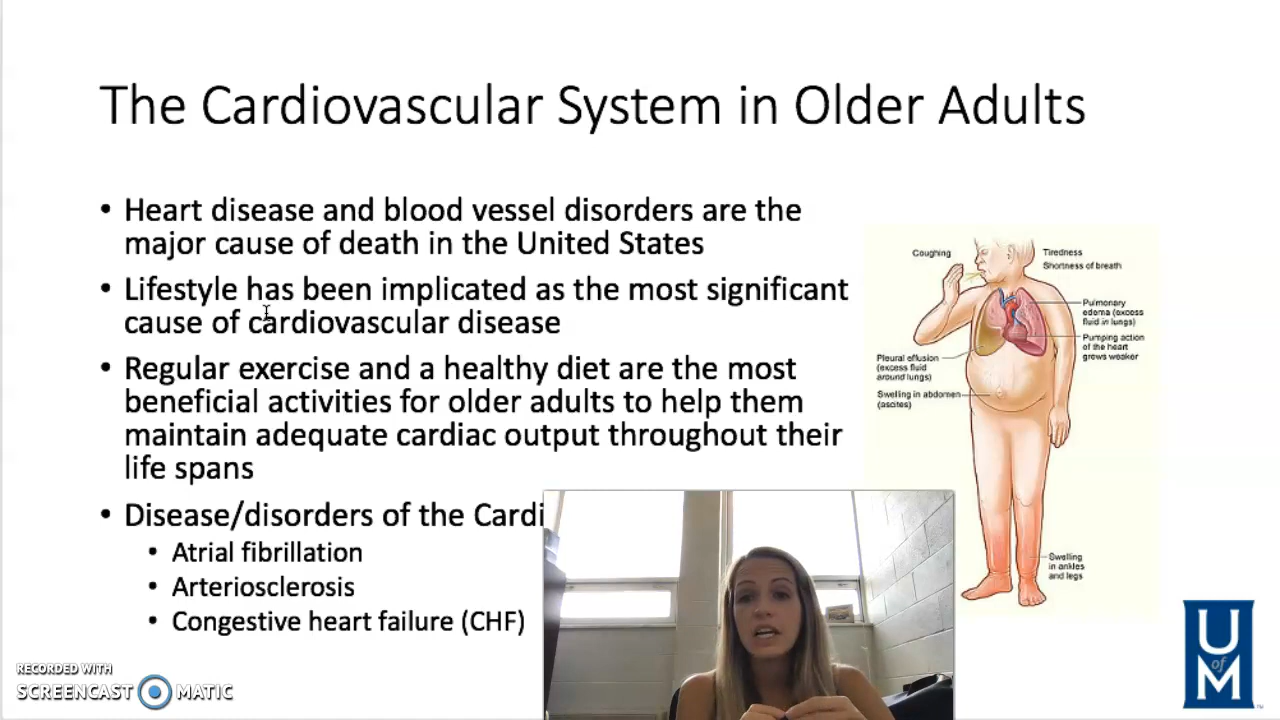 The Cardiovascular System in Older Adults
• Heart disease and blood vessel disorders are the
major cause of death in the United States
• Lifestyle has been implicated as the most significant
cause of cardiovascular disease
• Regular exercise and a healthy diet are the most
beneficial activities for older adults to help them
maintain adequate cardiac output throughout their
life spans
• Disease/disorders of the Cardi
• Atrial fibrillation
• Arteriosclerosis
• Congestive heart failure (CHF)
Coughing
Tiredness
Shortness of breath
Pulmonary
edema (excess
fluid in lungs)
Pumping action
of the heart
grows weaker
Pleural effusion
(excess fluid
around lungs)
Swelling in abdomen
(ascites)
Swelling
in ankles
and legs
RECORDED WITH
SCREENCAST MATIC
U
of
M
TM